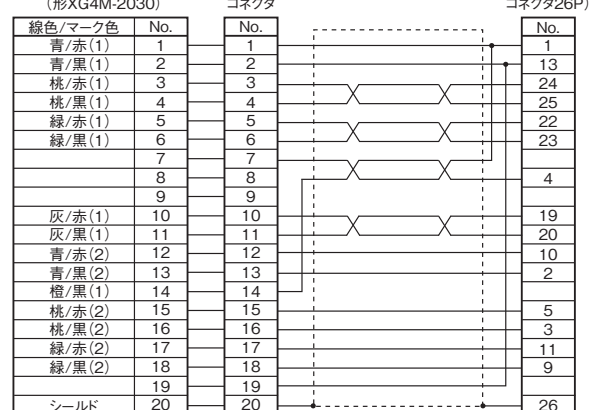 （形XG4M-2030） コネクタ コネクタ26P）
線色/マーク色 No. No. No.
青/赤（1） 1 1 1
青/黒（1） 2 2 13
桃/赤（1） 3 3 24
桃/黒（1） 4 4 25
緑/赤（1） 5 5 22
緑/黒（1） 6 6 23
7 7
8 8 4
9 9
灰/赤（1） 10 10 19
灰/黒（1） 11 11 20
青/赤（2） 12 12 10
青/黒（2） 13 13 2
橙/黒（1） 14 14
桃/赤（2） 15 15 5
桃/黒（2） 16 16 3
緑/赤（2） 17 17 11
緑/黒（2） 18 18 9
19 19
シールド 20 20 26